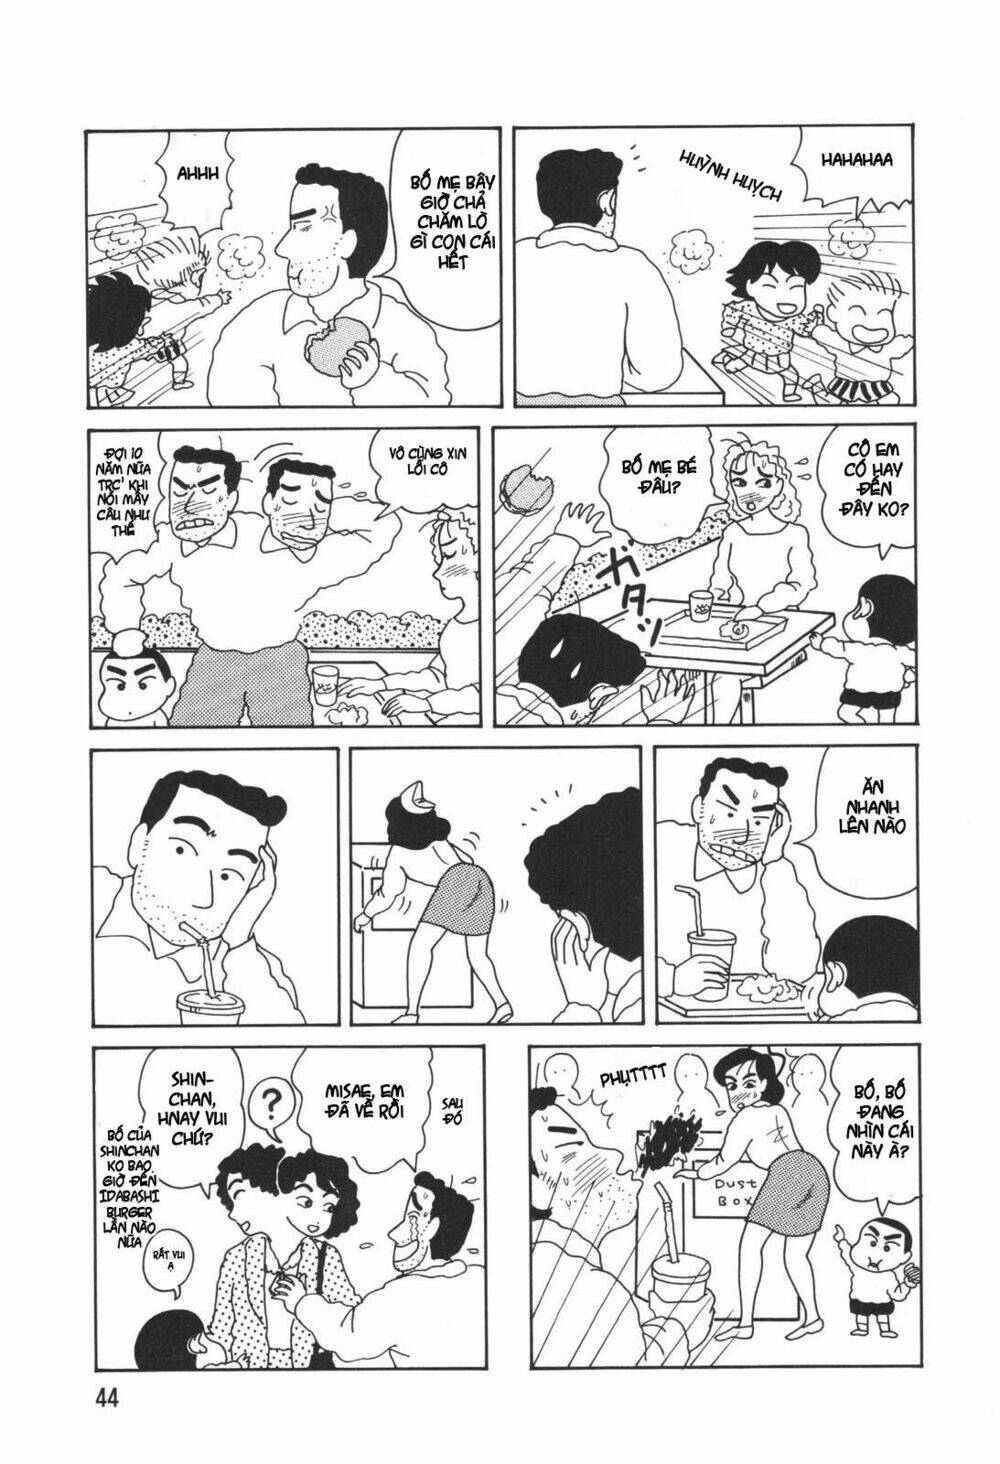 HAHAHAA
HUỲNH HUỴCH
BỐ MẸ BÂY
GIỜ CHẢ
CHĂM LỜ
GÌ CON CÁI
HẾT
AHHH
CÔ EM
CÓ HAY
ĐẾN
ĐÂY KO?
BỐ MẸ BÉ
ĐÂU?
ガタッ
VÔ CÙNG XIN
LỖI CÔ
ĐỢI 10
NĂM NỮA
TRC' KHI
NÓI MẤY
CÂU NHƯ
THẾ
ĂN
NHANH
LÊN NÀO
BỐ, BỐ
ĐANG
NHÌN CÁI
NÀY À?
PHỤTTTT
DUST
BOX
SAU
ĐÓ
MISAE, EM
ĐÃ VỀ RỒI
?
SHIN-
CHAN,
HNAY VUI
CHỨ?
RẤT VUI
Ạ
BỐ CỦA
SHINCHAN
KO BAO
GIỜ ĐẾN
IDABASHI
BURGER
LẦN NÀO
NỮA
44